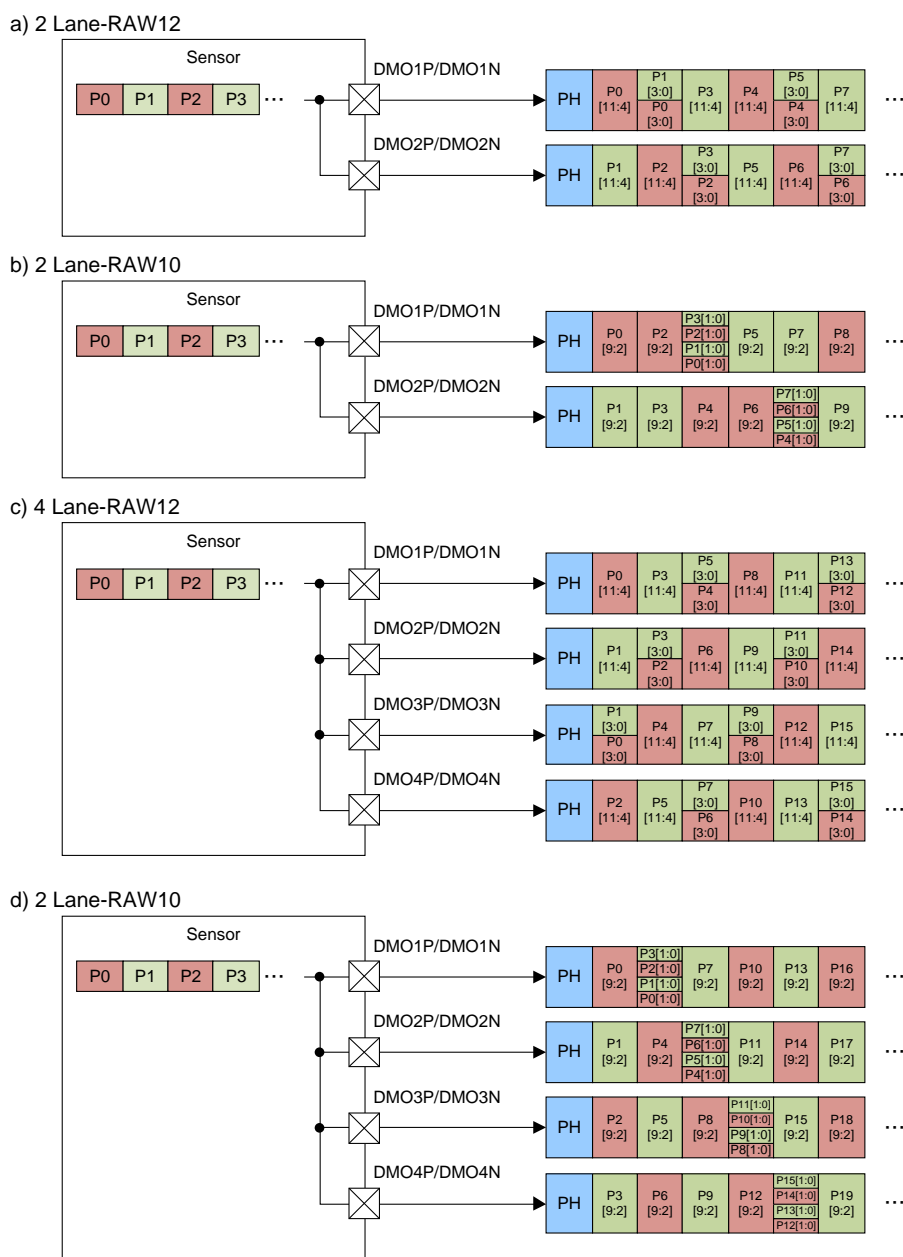 a) 2 Lane-RAW12
Sensor
P0 P1 P2 P3 ...
DMO1P/DMO1N
PH P0 [11:4] P1 [3:0] P0 [3:0] P3 [11:4] P4 [11:4] P5 [3:0] P4 [3:0] P7 [11:4] ...
DMO2P/DMO2N
PH P1 [11:4] P2 [11:4] P3 [3:0] P2 [3:0] P5 [11:4] P6 [11:4] P7 [3:0] P6 [3:0] ...
b) 2 Lane-RAW10
Sensor
P0 P1 P2 P3 ...
DMO1P/DMO1N
PH P0 [9:2] P2 [9:2] P3[1:0] P2[1:0] P1[1:0] P0[1:0] P5 [9:2] P7 [9:2] P8 [9:2] ...
DMO2P/DMO2N
PH P1 [9:2] P3 [9:2] P4 [9:2] P6 [9:2] P7[1:0] P6[1:0] P5[1:0] P4[1:0] P9 [9:2] ...
c) 4 Lane-RAW12
Sensor
P0 P1 P2 P3 ...
DMO1P/DMO1N
PH P0 [11:4] P3 [11:4] P5 [3:0] P4 [3:0] P8 [11:4] P11 [11:4] P13 [3:0] P12 [3:0] ...
DMO2P/DMO2N
PH P1 [11:4] P3 [3:0] P2 [3:0] P6 [11:4] P9 [11:4] P11 [3:0] P10 [3:0] P14 [11:4] ...
DMO3P/DMO3N
PH P1 [3:0] P0 [3:0] P4 [11:4] P7 [11:4] P9 [3:0] P8 [3:0] P12 [11:4] P15 [11:4] ...
DMO4P/DMO4N
PH P2 [11:4] P5 [11:4] P7 [3:0] P6 [3:0] P10 [11:4] P13 [11:4] P15 [3:0] P14 [3:0] ...
d) 2 Lane-RAW10
Sensor
P0 P1 P2 P3 ...
DMO1P/DMO1N
PH P0 [9:2] P3[1:0] P2[1:0] P1[1:0] P0[1:0] P7 [9:2] P10 [9:2] P13 [9:2] P16 [9:2] ...
DMO2P/DMO2N
PH P1 [9:2] P4 [9:2] P7[1:0] P6[1:0] P5[1:0] P4[1:0] P11 [9:2] P14 [9:2] P17 [9:2] ...
DMO3P/DMO3N
PH P2 [9:2] P5 [9:2] P8 [9:2] P11[1:0] P10[1:0] P9[1:0] P8[1:0] P15 [9:2] P18 [9:2] ...
DMO4P/DMO4N
PH P3 [9:2] P6 [9:2] P9 [9:2] P12 [9:2] P15[1:0] P14[1:0] P13[1:0] P12[1:0] P19 [9:2] ...